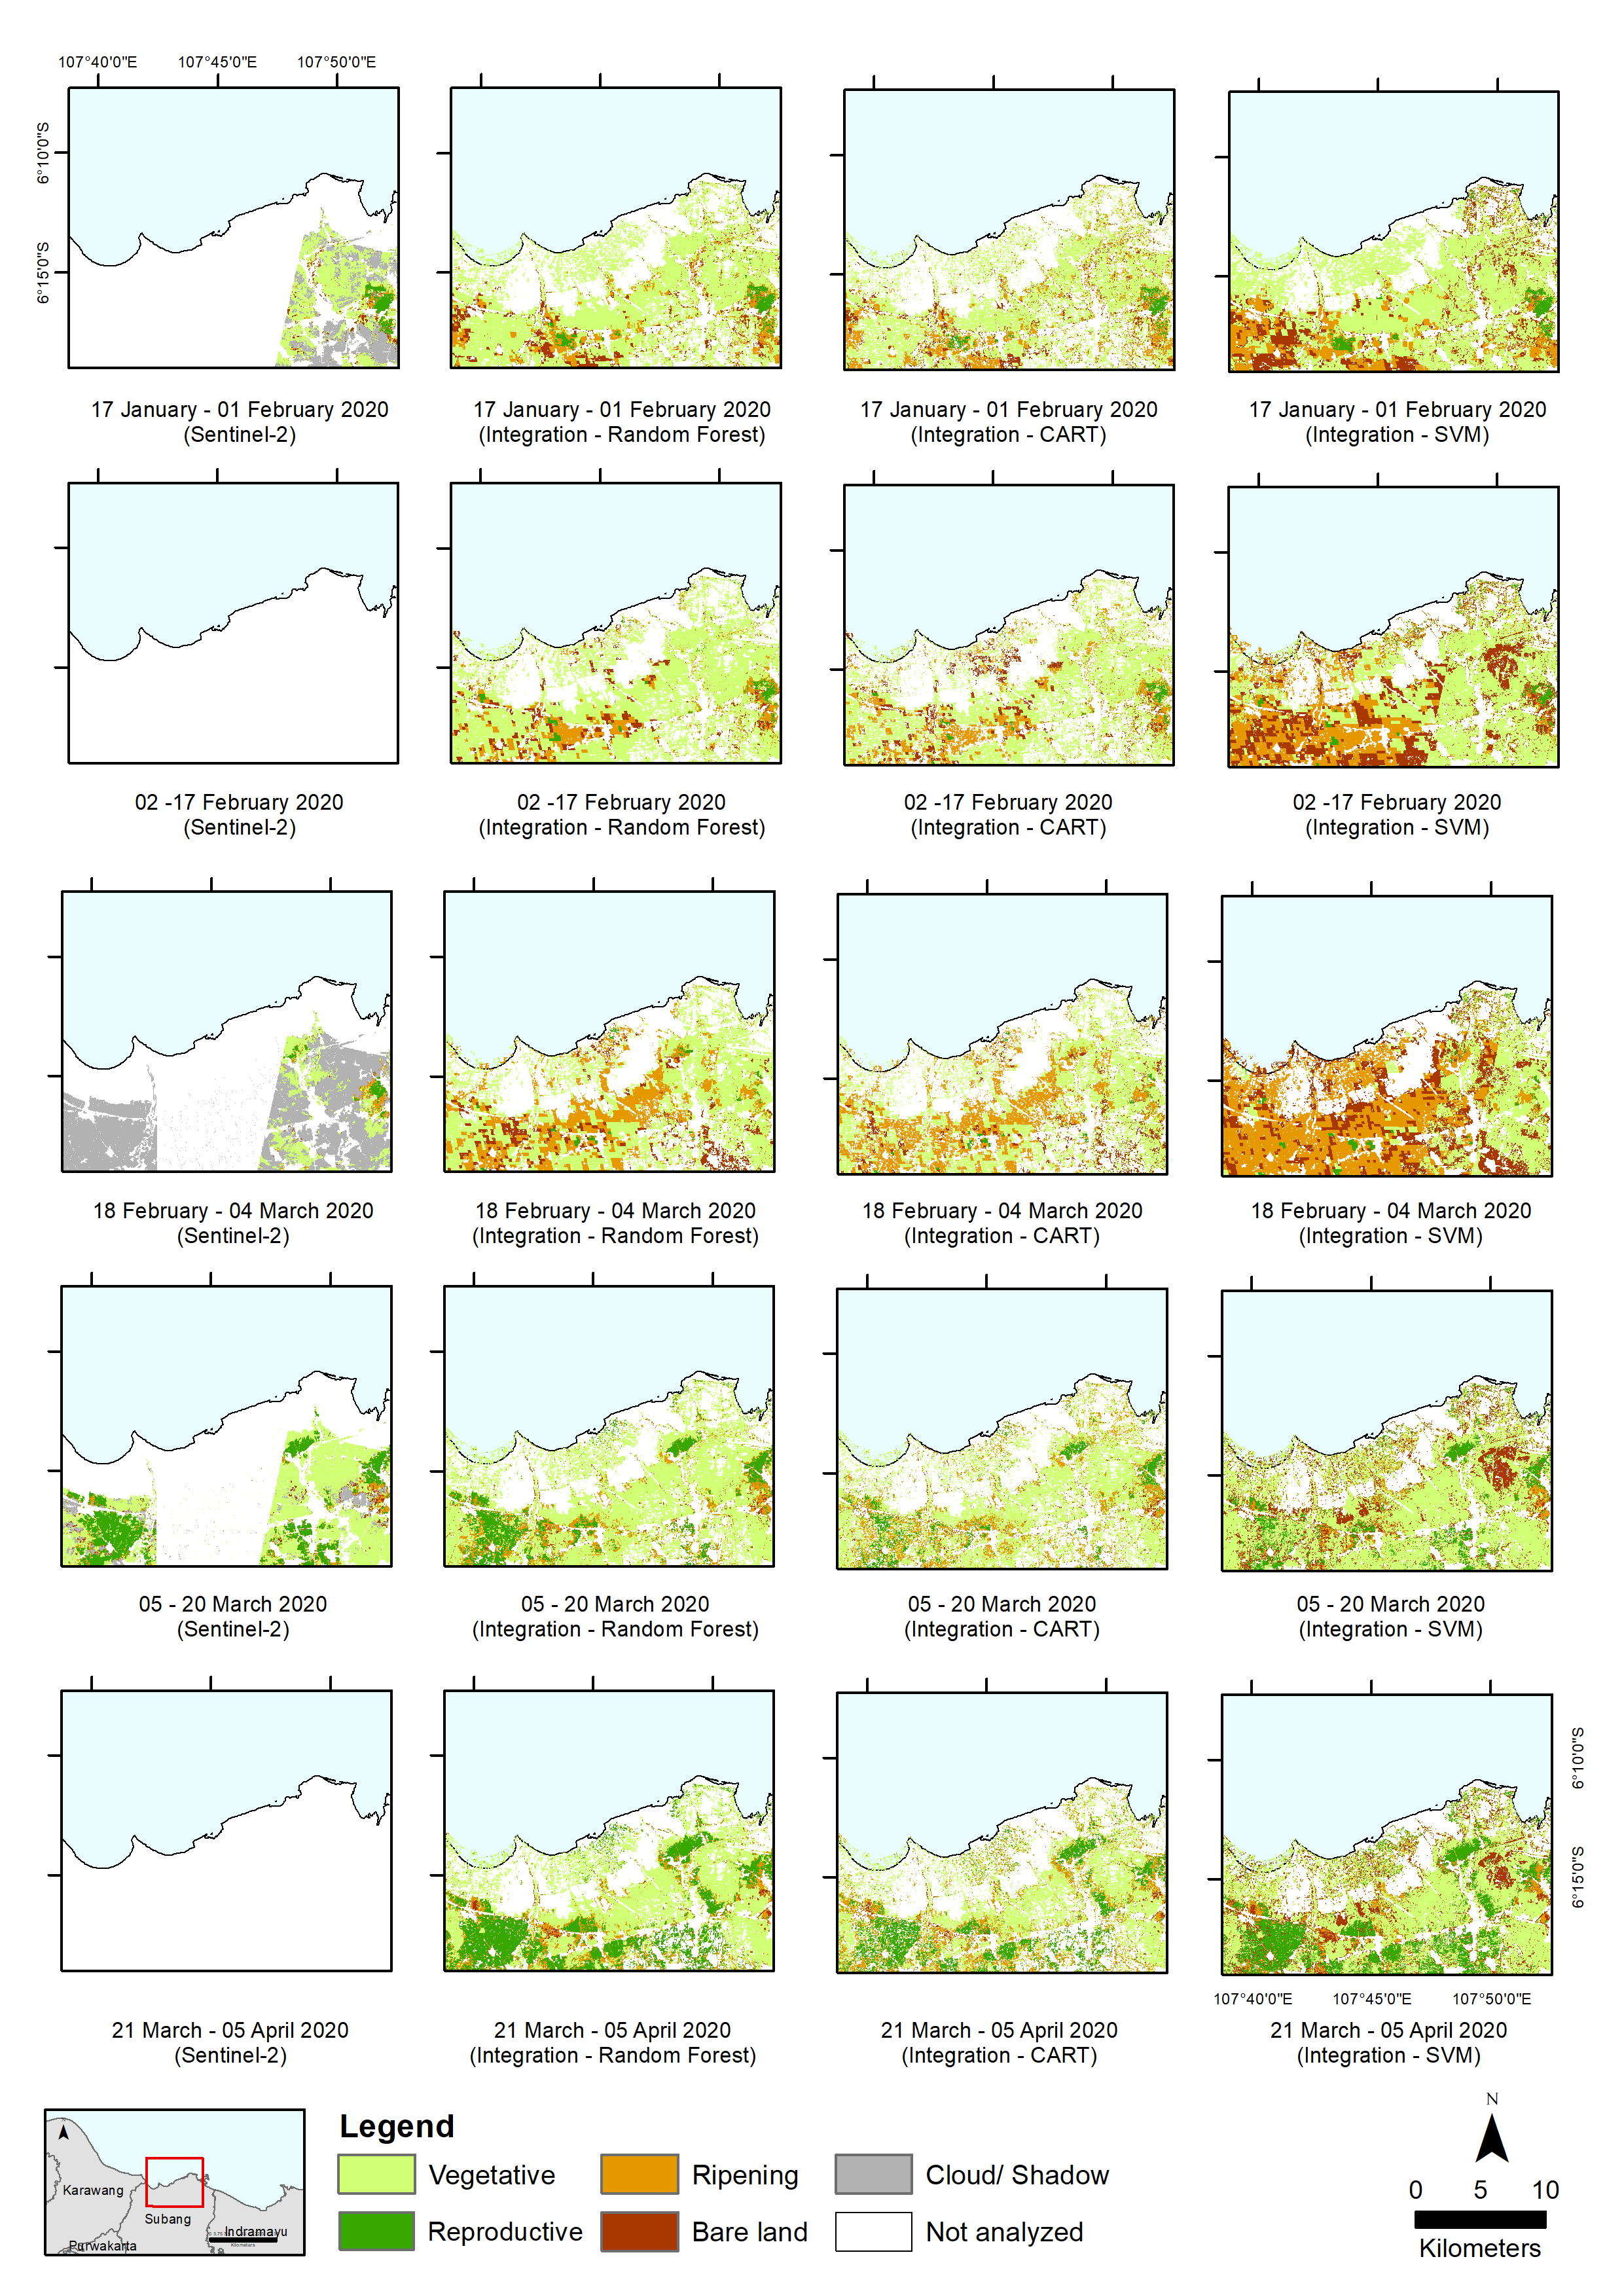 107°40'0"E 107°45'0"E 107°50'0"E
6°10'0"S
6°15'0"S
17 January - 01 February 2020
(Sentinel-2)
17 January - 01 February 2020
(Integration - Random Forest)
17 January - 01 February 2020
(Integration - CART)
17 January - 01 February 2020
(Integration - SVM)
02 -17 February 2020
(Sentinel-2)
02 -17 February 2020
(Integration - Random Forest)
02 -17 February 2020
(Integration - CART)
02 -17 February 2020
(Integration - SVM)
18 February - 04 March 2020
(Sentinel-2)
18 February - 04 March 2020
(Integration - Random Forest)
18 February - 04 March 2020
(Integration - CART)
18 February - 04 March 2020
(Integration - SVM)
05 - 20 March 2020
(Sentinel-2)
05 - 20 March 2020
(Integration - Random Forest)
05 - 20 March 2020
(Integration - CART)
05 - 20 March 2020
(Integration - SVM)
6°10'0"S
6°15'0"S
107°40'0"E 107°45'0"E 107°50'0"E
21 March - 05 April 2020
(Sentinel-2)
21 March - 05 April 2020
(Integration - Random Forest)
21 March - 05 April 2020
(Integration - CART)
21 March - 05 April 2020
(Integration - SVM)
Karawang
Subang
Indramayu
Purwakarta
Kilometers
Legend
Vegetative
Ripening
Cloud/ Shadow
Reproductive
Bare land
Not analyzed
N
0 5 10
Kilometers